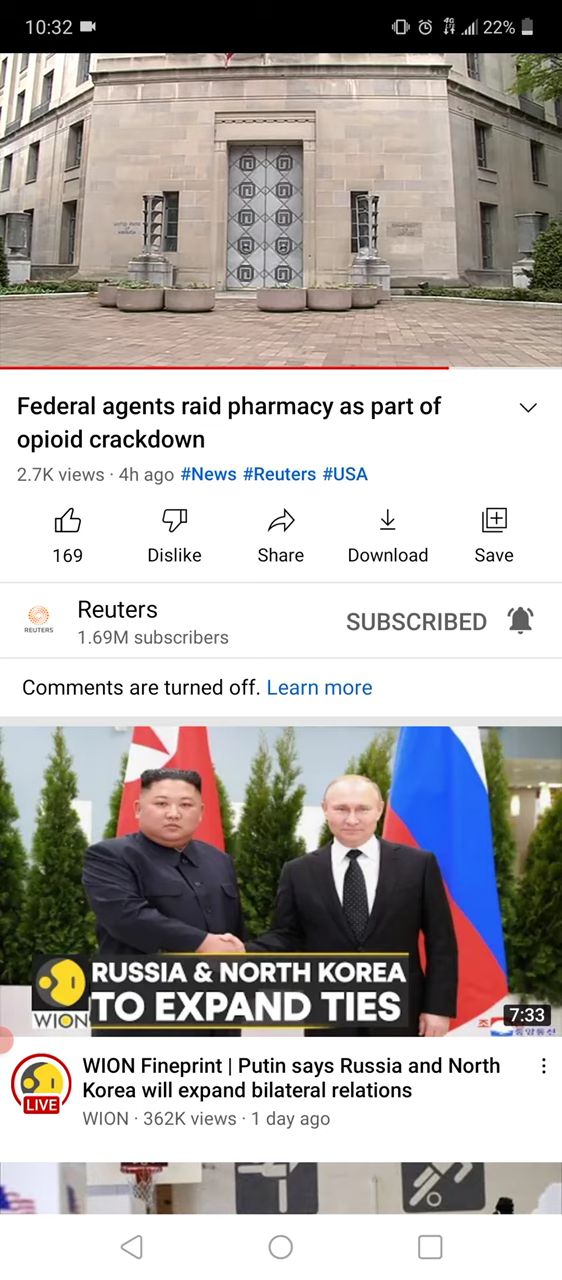 10:32
4G
22%
Federal agents raid pharmacy as part of
opioid crackdown
2.7K views · 4h ago #News #Reuters #USA
169 Dislike Share Download Save
REUTERS
Reuters
1.69M subscribers
SUBSCRIBED
Comments are turned off. Learn more
RUSSIA & NORTH KOREA
TO EXPAND TIES
WION
7:33
LIVE
WION Fineprint | Putin says Russia and North
Korea will expand bilateral relations
WION · 362K views · 1 day ago